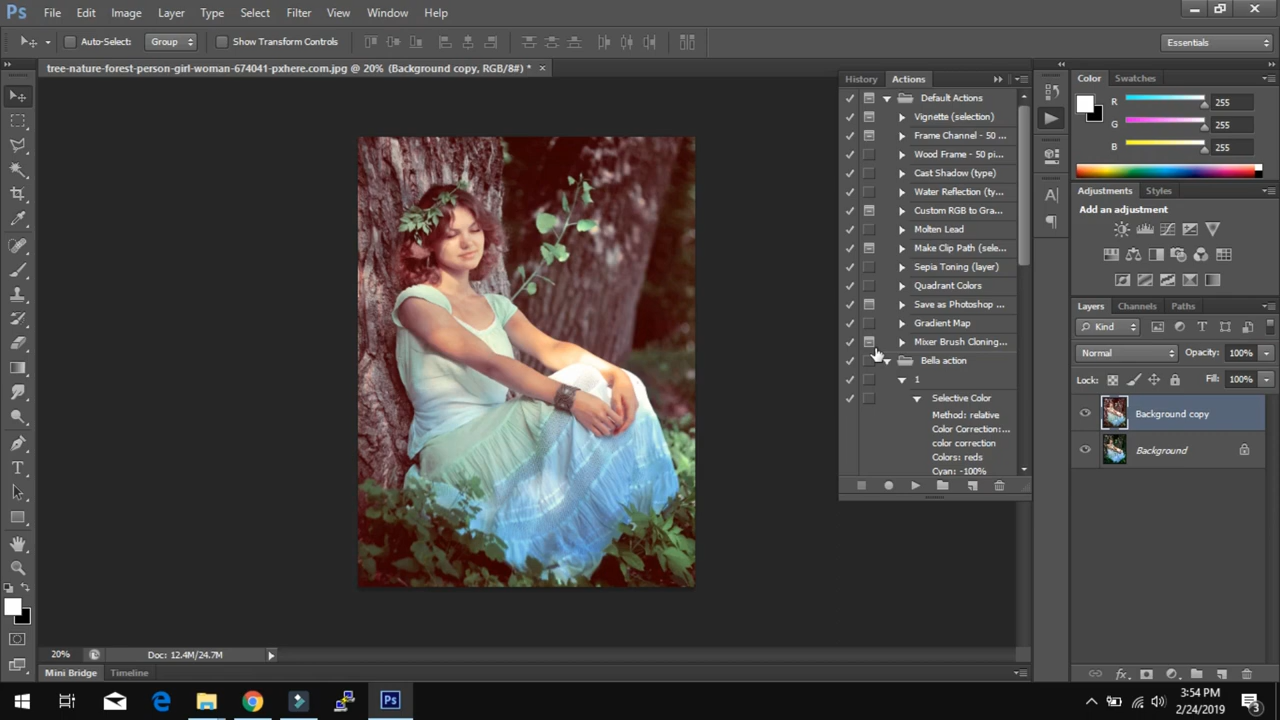 Ps File Edit Image Layer Type Select Filter View Window Help
Auto-Select: Group Show Transform Controls Essentials
tree-nature-forest-person-girl-woman-674041-pxhere.com.jpg @ 20% (Background copy, RGB/8#) *
History Actions
Default Actions
Vignette (selection)
Frame Channel - 50 ...
Wood Frame - 50 pi...
Cast Shadow (type)
Water Reflection (ty...
Custom RGB to Gra...
Molten Lead
Make Clip Path (sele...
Sepia Toning (layer)
Quadrant Colors
Save as Photoshop ...
Gradient Map
Mixer Brush Cloning...
Bella action
1
Selective Color
Method: relative
Color Correction:...
color correction
Colors: reds
Cyan: -100%
Color Swatches
R 255
G 255
B 255
Adjustments Styles
Add an adjustment
Layers Channels Paths
Kind
Normal Opacity: 100%
Lock: Fill: 100%
Background copy
Background
20% Doc: 12.4M/24.7M
Mini Bridge Timeline
Ps
3:54 PM
2/24/2019
3